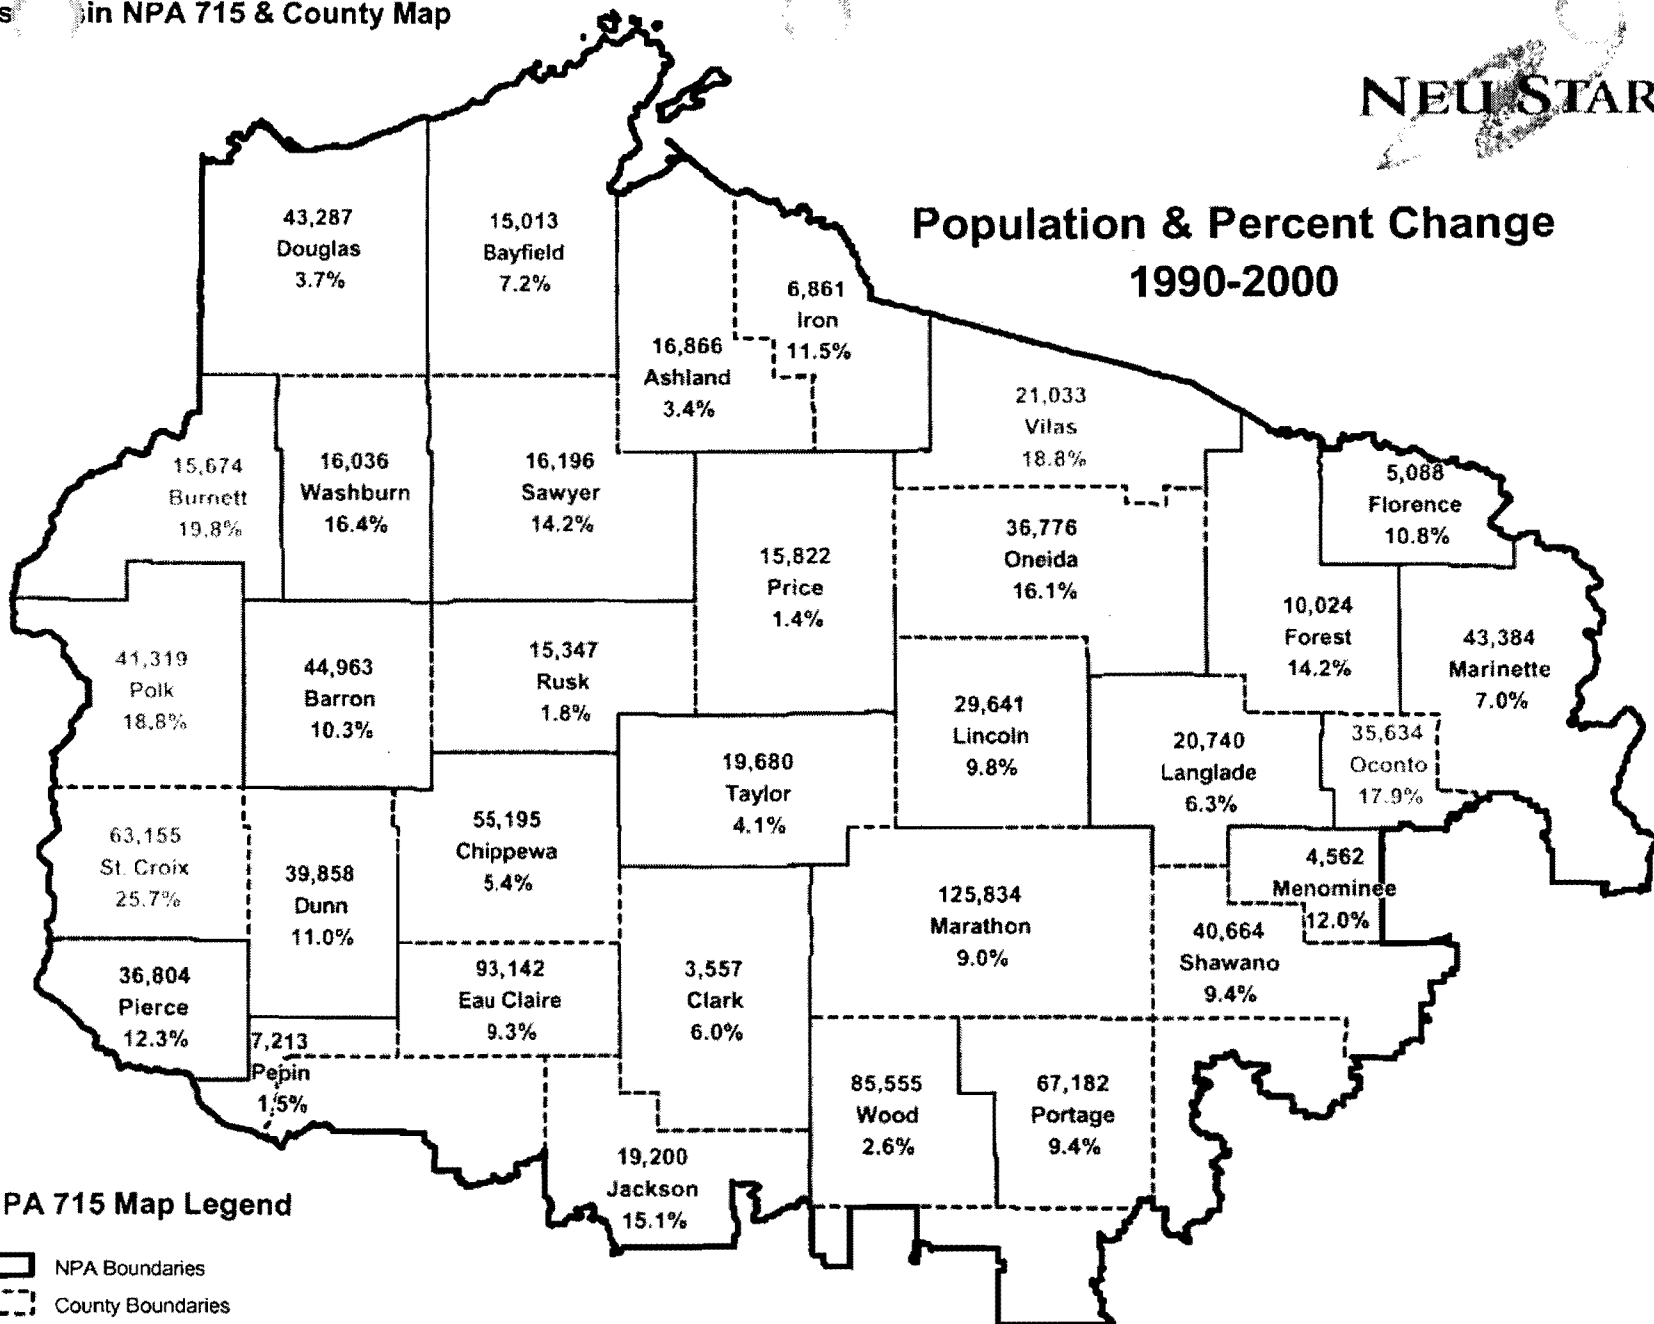 in NPA 715 & County Map
NEUSTAR
Population & Percent Change
1990-2000
43,287
Douglas
3.7%
15,013
Bayfield
7.2%
6,861
Iron
11.5%
16,866
Ashland
3.4%
21,033
Vilas
18.8%
15,674
Burnett
19.8%
16,036
Washburn
16.4%
16,196
Sawyer
14.2%
5,088
Florence
10.8%
15,822
Price
1.4%
36,776
Oneida
16.1%
10,024
Forest
14.2%
43,384
Marinette
7.0%
41,319
Polk
18.8%
44,963
Barron
10.3%
15,347
Rusk
1.8%
29,641
Lincoln
9.8%
20,740
Langlade
6.3%
35,634
Oconto
17.9%
19,680
Taylor
4.1%
63,155
St. Croix
25.7%
39,858
Dunn
11.0%
55,195
Chippewa
5.4%
4,562
Menominee
12.0%
125,834
Marathon
9.0%
40,664
Shawano
9.4%
36,804
Pierce
12.3%
93,142
Eau Claire
9.3%
3,557
Clark
6.0%
7,213
Pepin
1.5%
85,555
Wood
2.6%
67,182
Portage
9.4%
19,200
Jackson
15.1%
PA 715 Map Legend
NPA Boundaries
County Boundaries